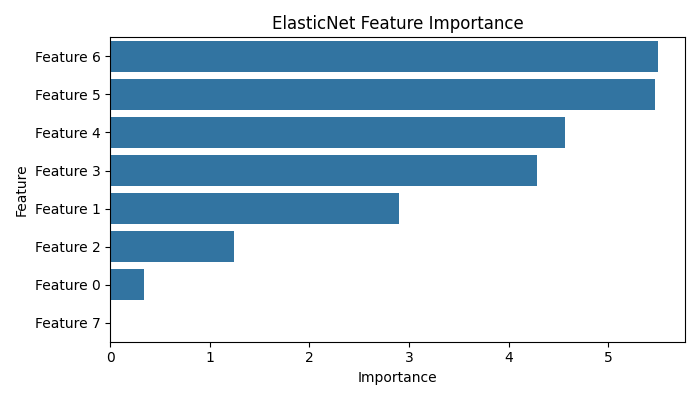 ElasticNet Feature Importance
Feature
Feature 6
Feature 5
Feature 4
Feature 3
Feature 1
Feature 2
Feature 0
Feature 7
0 1 2 3 4 5
Importance